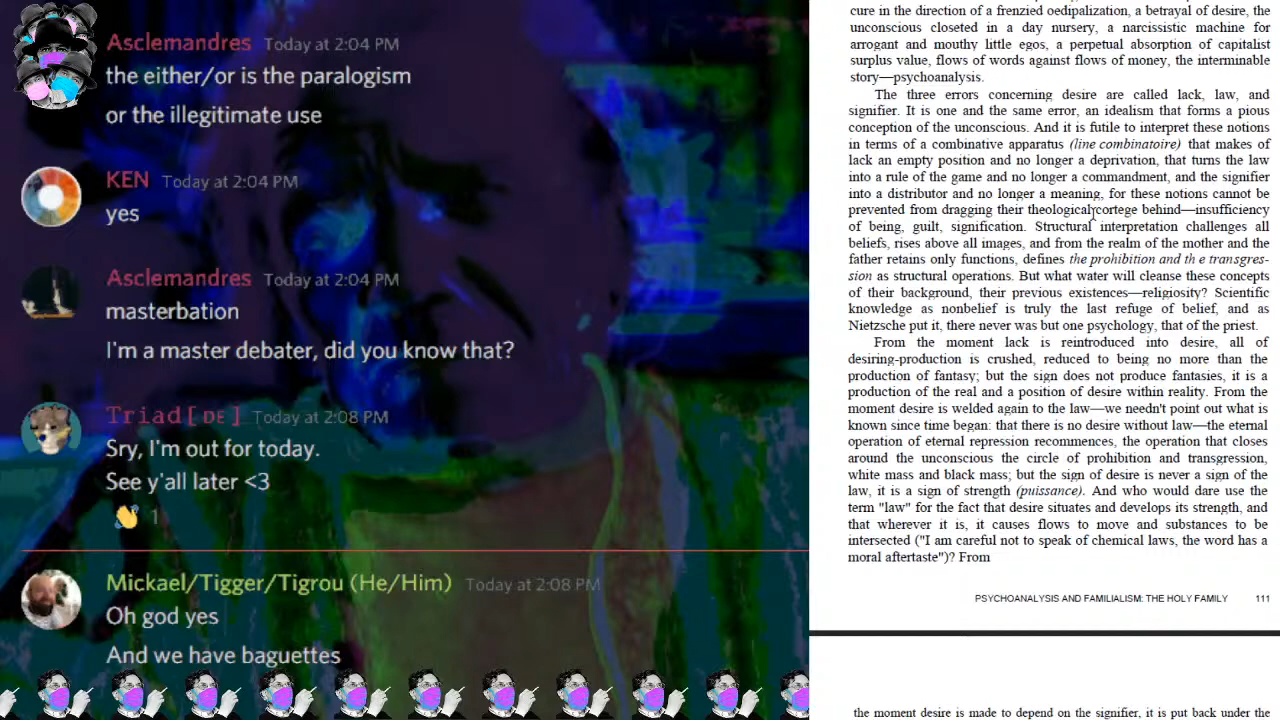 Asclemandres Today at 2:04 PM
the either/or is the paralogism
or the illegitimate use
KEN Today at 2:04 PM
yes
Asclemandres Today at 2:04 PM
masterbation
I'm a master debater, did you know that?
Triad[DE] Today at 2:08 PM
Sry, I'm out for today.
See y'all later <3
1
Mickael/Tigger/Tigrou (He/Him) Today at 2:08 PM
Oh god yes
And we have baguettes
cure in the direction of a frenzied oedipalization, a betrayal of desire, the
unconscious closeted in a day nursery, a narcissistic machine for
arrogant and mouthy little egos, a perpetual absorption of capitalist
surplus value, flows of words against flows of money, the interminable
story—psychoanalysis.
The three errors concerning desire are called lack, law, and
signifier. It is one and the same error, an idealism that forms a pious
conception of the unconscious. And it is futile to interpret these notions
in terms of a combinative apparatus (line combinatoire) that makes of
lack an empty position and no longer a deprivation, that turns the law
into a rule of the game and no longer a commandment, and the signifier
into a distributor and no longer a meaning, for these notions cannot be
prevented from dragging their theological cortege behind—insufficiency
of being, guilt, signification. Structural interpretation challenges all
beliefs, rises above all images, and from the realm of the mother and the
father retains only functions, defines the prohibition and th e transgres-
sion as structural operations. But what water will cleanse these concepts
of their background, their previous existences—religiosity? Scientific
knowledge as nonbelief is truly the last refuge of belief, and as
Nietzsche put it, there never was but one psychology, that of the priest.
From the moment lack is reintroduced into desire, all of
desiring-production is crushed, reduced to being no more than the
production of fantasy; but the sign does not produce fantasies, it is a
production of the real and a position of desire within reality. From the
moment desire is welded again to the law—we needn't point out what is
known since time began: that there is no desire without law—the eternal
operation of eternal repression recommences, the operation that closes
around the unconscious the circle of prohibition and transgression,
white mass and black mass; but the sign of desire is never a sign of the
law, it is a sign of strength (puissance). And who would dare use the
term "law" for the fact that desire situates and develops its strength, and
that wherever it is, it causes flows to move and substances to be
intersected ("I am careful not to speak of chemical laws, the word has a
moral aftertaste")? From
PSYCHOANALYSIS AND FAMILIALISM: THE HOLY FAMILY 111
the moment desire is made to depend on the signifier, it is put back under the